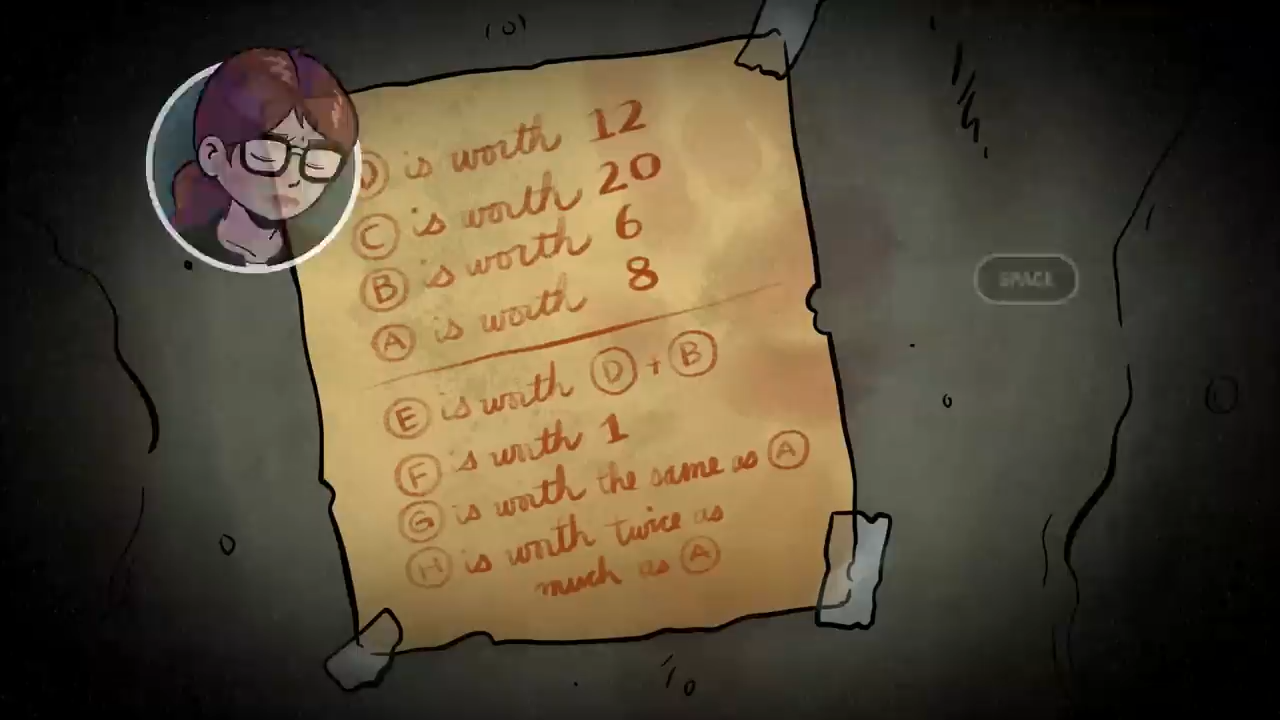 D is worth 12
C is worth 20
B is worth 6
A is worth 8
E is worth D + B
F is worth 1
G is worth the same as A
H is worth twice as
much as A
SPACE